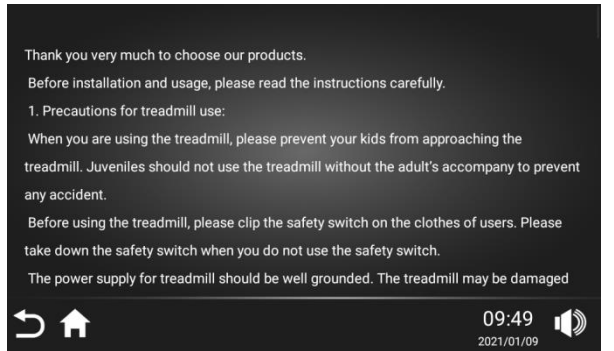 Thank you very much to choose our products.
Before installation and usage, please read the instructions carefully.
1. Precautions for treadmill use:
When you are using the treadmill, please prevent your kids from approaching the
treadmill. Juveniles should not use the treadmill without the adult's accompany to prevent
any accident.
Before using the treadmill, please clip the safety switch on the clothes of users. Please
take down the safety switch when you do not use the safety switch.
The power supply for treadmill should be well grounded. The treadmill may be damaged
09:49
2021/01/09